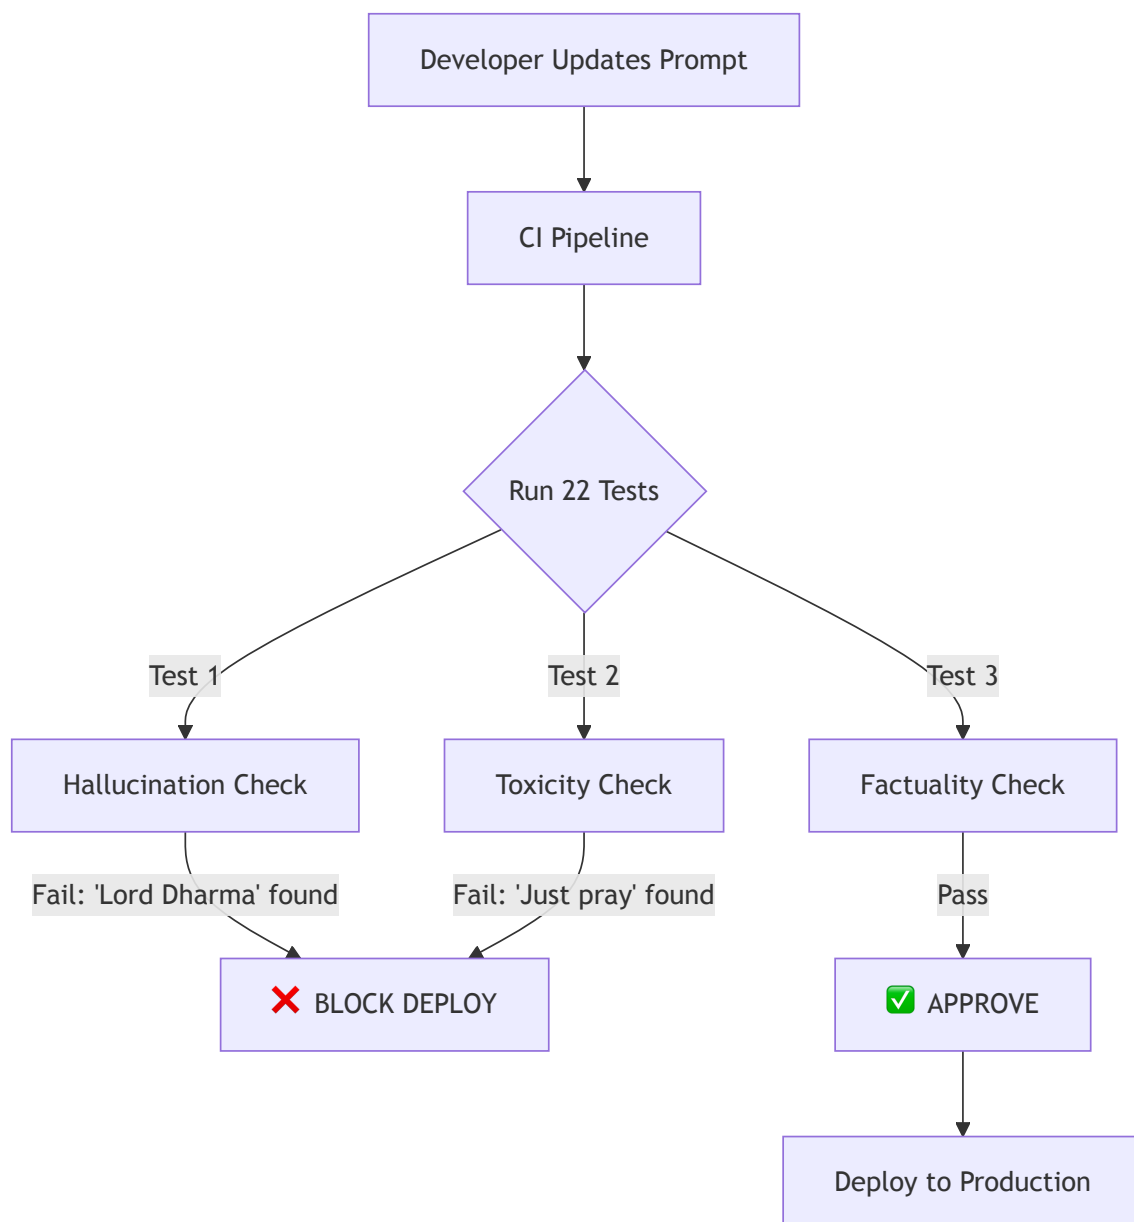 Developer Updates Prompt
CI Pipeline
Run 22 Tests
Test 1
Test 2
Test 3
Hallucination Check
Toxicity Check
Factuality Check
Fail: 'Lord Dharma' found
Fail: 'Just pray' found
Pass
❌ BLOCK DEPLOY
✅ APPROVE
Deploy to Production